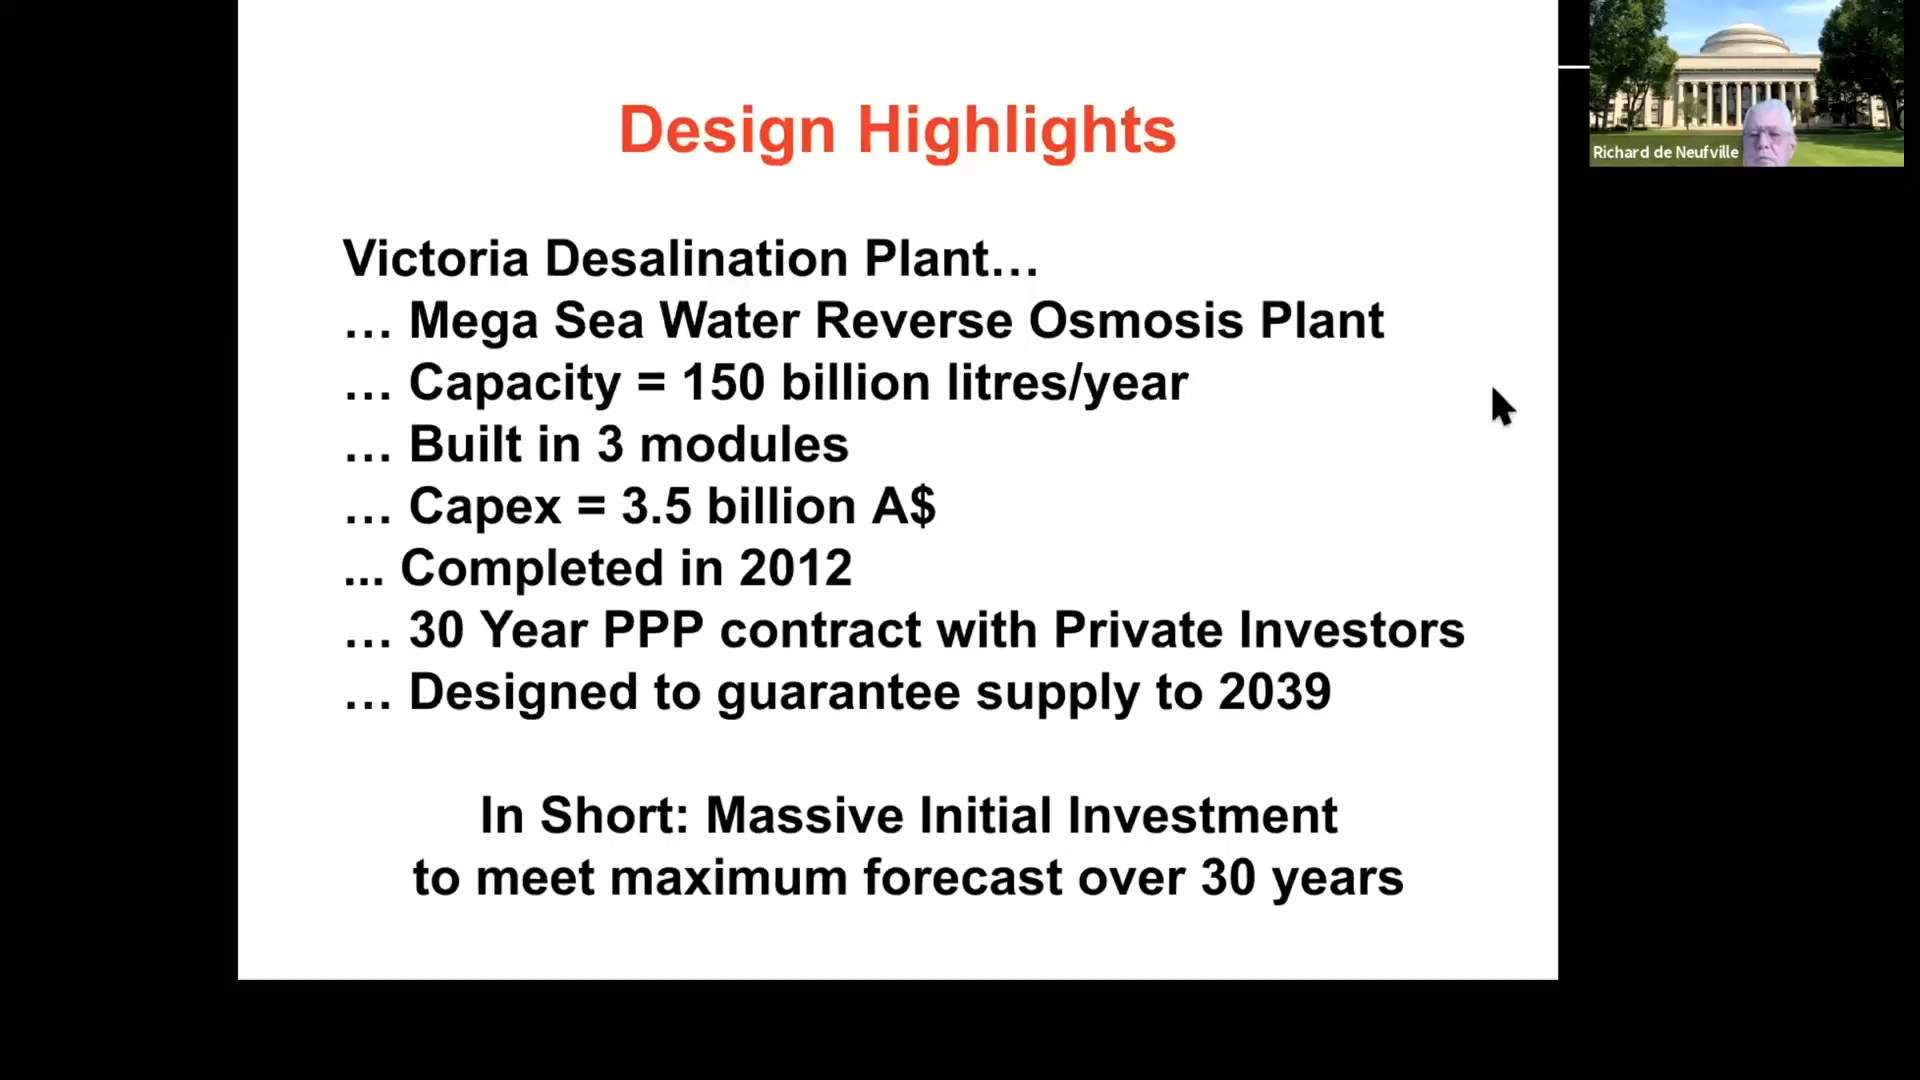 Design Highlights
Victoria Desalination Plant…
… Mega Sea Water Reverse Osmosis Plant
… Capacity = 150 billion litres/year
… Built in 3 modules
… Capex = 3.5 billion A$
... Completed in 2012
… 30 Year PPP contract with Private Investors
… Designed to guarantee supply to 2039
In Short: Massive Initial Investment
to meet maximum forecast over 30 years
Richard de Neufville